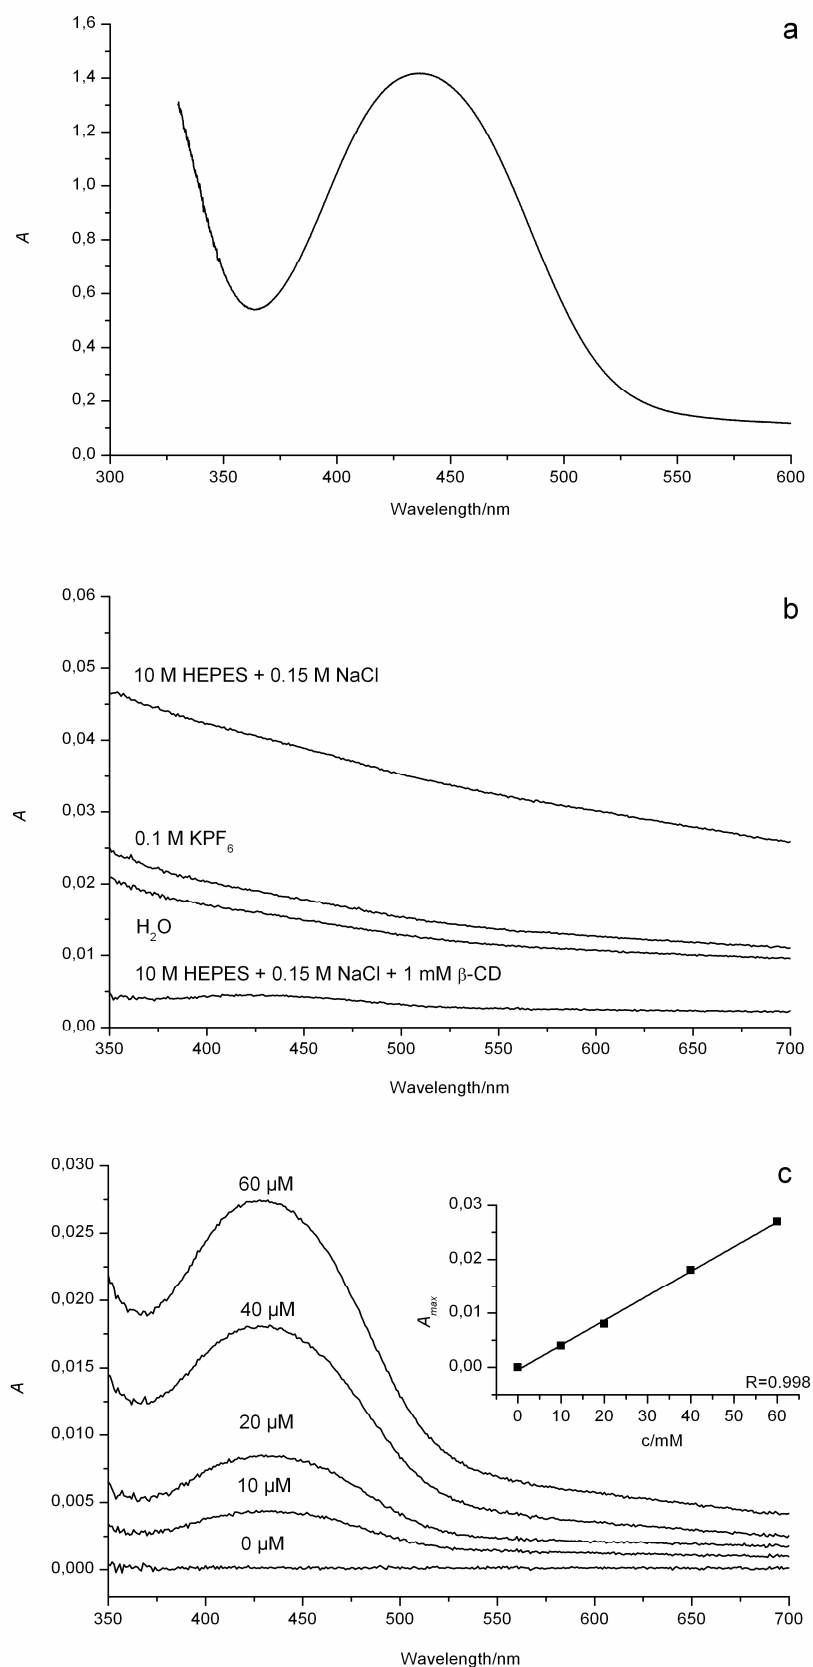 a
1,6
1,4
1,2
1,0
0,8
0,6
0,4
0,2
0,0
A
300 350 400 450 500 550 600
Wavelength/nm
b
0,06
0,05
0,04
0,03
0,02
0,01
0,00
A
10 M HEPES + 0.15 M NaCl
0.1 M KPF6
H2O
10 M HEPES + 0.15 M NaCl + 1 mM β-CD
350 400 450 500 550 600 650 700
Wavelength/nm
c
0,030
0,025
0,020
0,015
0,010
0,005
0,000
A
60 µM
40 µM
20 µM
10 µM
0 µM
0,03
0,02
0,01
0,00
Amax
R=0.998
0 10 20 30 40 50 60
c/mM
350 400 450 500 550 600 650 700
Wavelength/nm